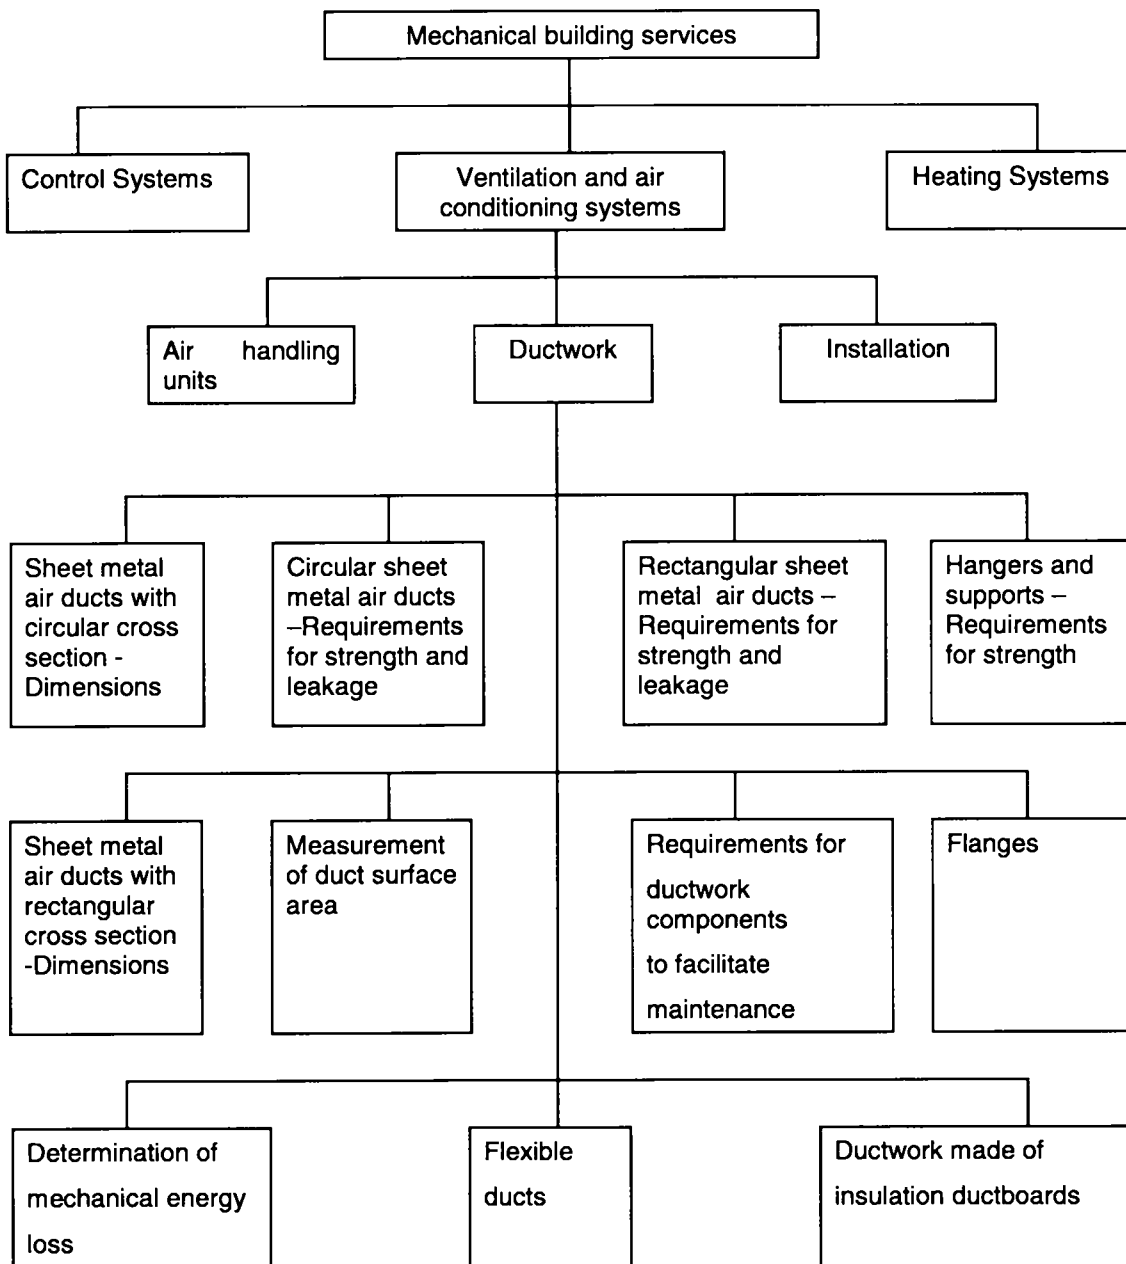 Mechanical building services
Control Systems
Ventilation and air
conditioning systems
Heating Systems
Air handling
units
Ductwork
Installation
Sheet metal
air ducts with
circular cross
section -
Dimensions
Circular sheet
metal air ducts
–Requirements
for strength and
leakage
Rectangular sheet
metal air ducts –
Requirements for
strength and
leakage
Hangers and
supports –
Requirements
for strength
Sheet metal
air ducts with
rectangular
cross section
-Dimensions
Measurement
of duct surface
area
Requirements for
ductwork
components
to facilitate
maintenance
Flanges
Determination of
mechanical energy
loss
Flexible
ducts
Ductwork made of
insulation ductboards